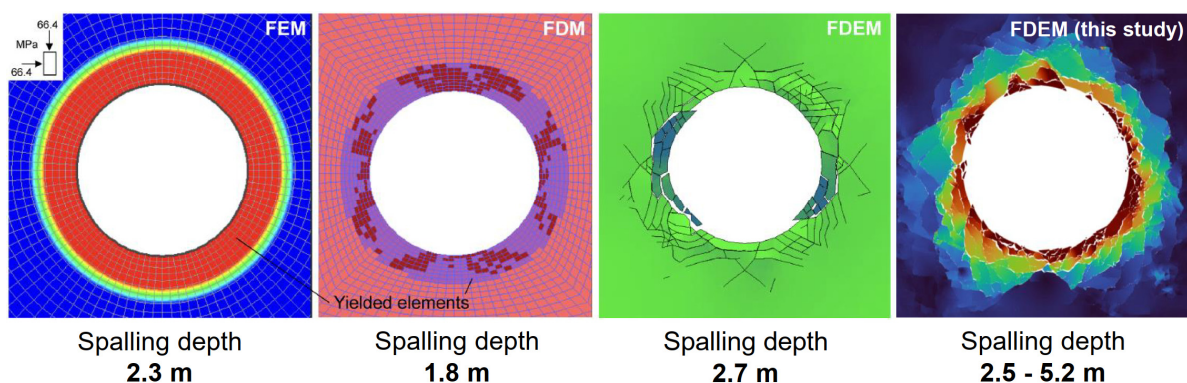 66.4
MPa
66.4
FEM
FDM
FDEM
FDEM (this study)
Yielded elements
Spalling depth
2.3 m
Spalling depth
1.8 m
Spalling depth
2.7 m
Spalling depth
2.5 - 5.2 m